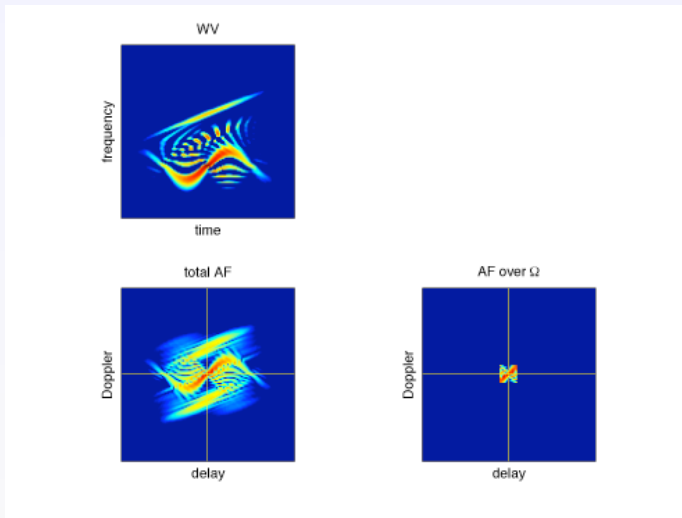 WV
frequency
time
total AF
Doppler
delay
AF over Ω
Doppler
delay